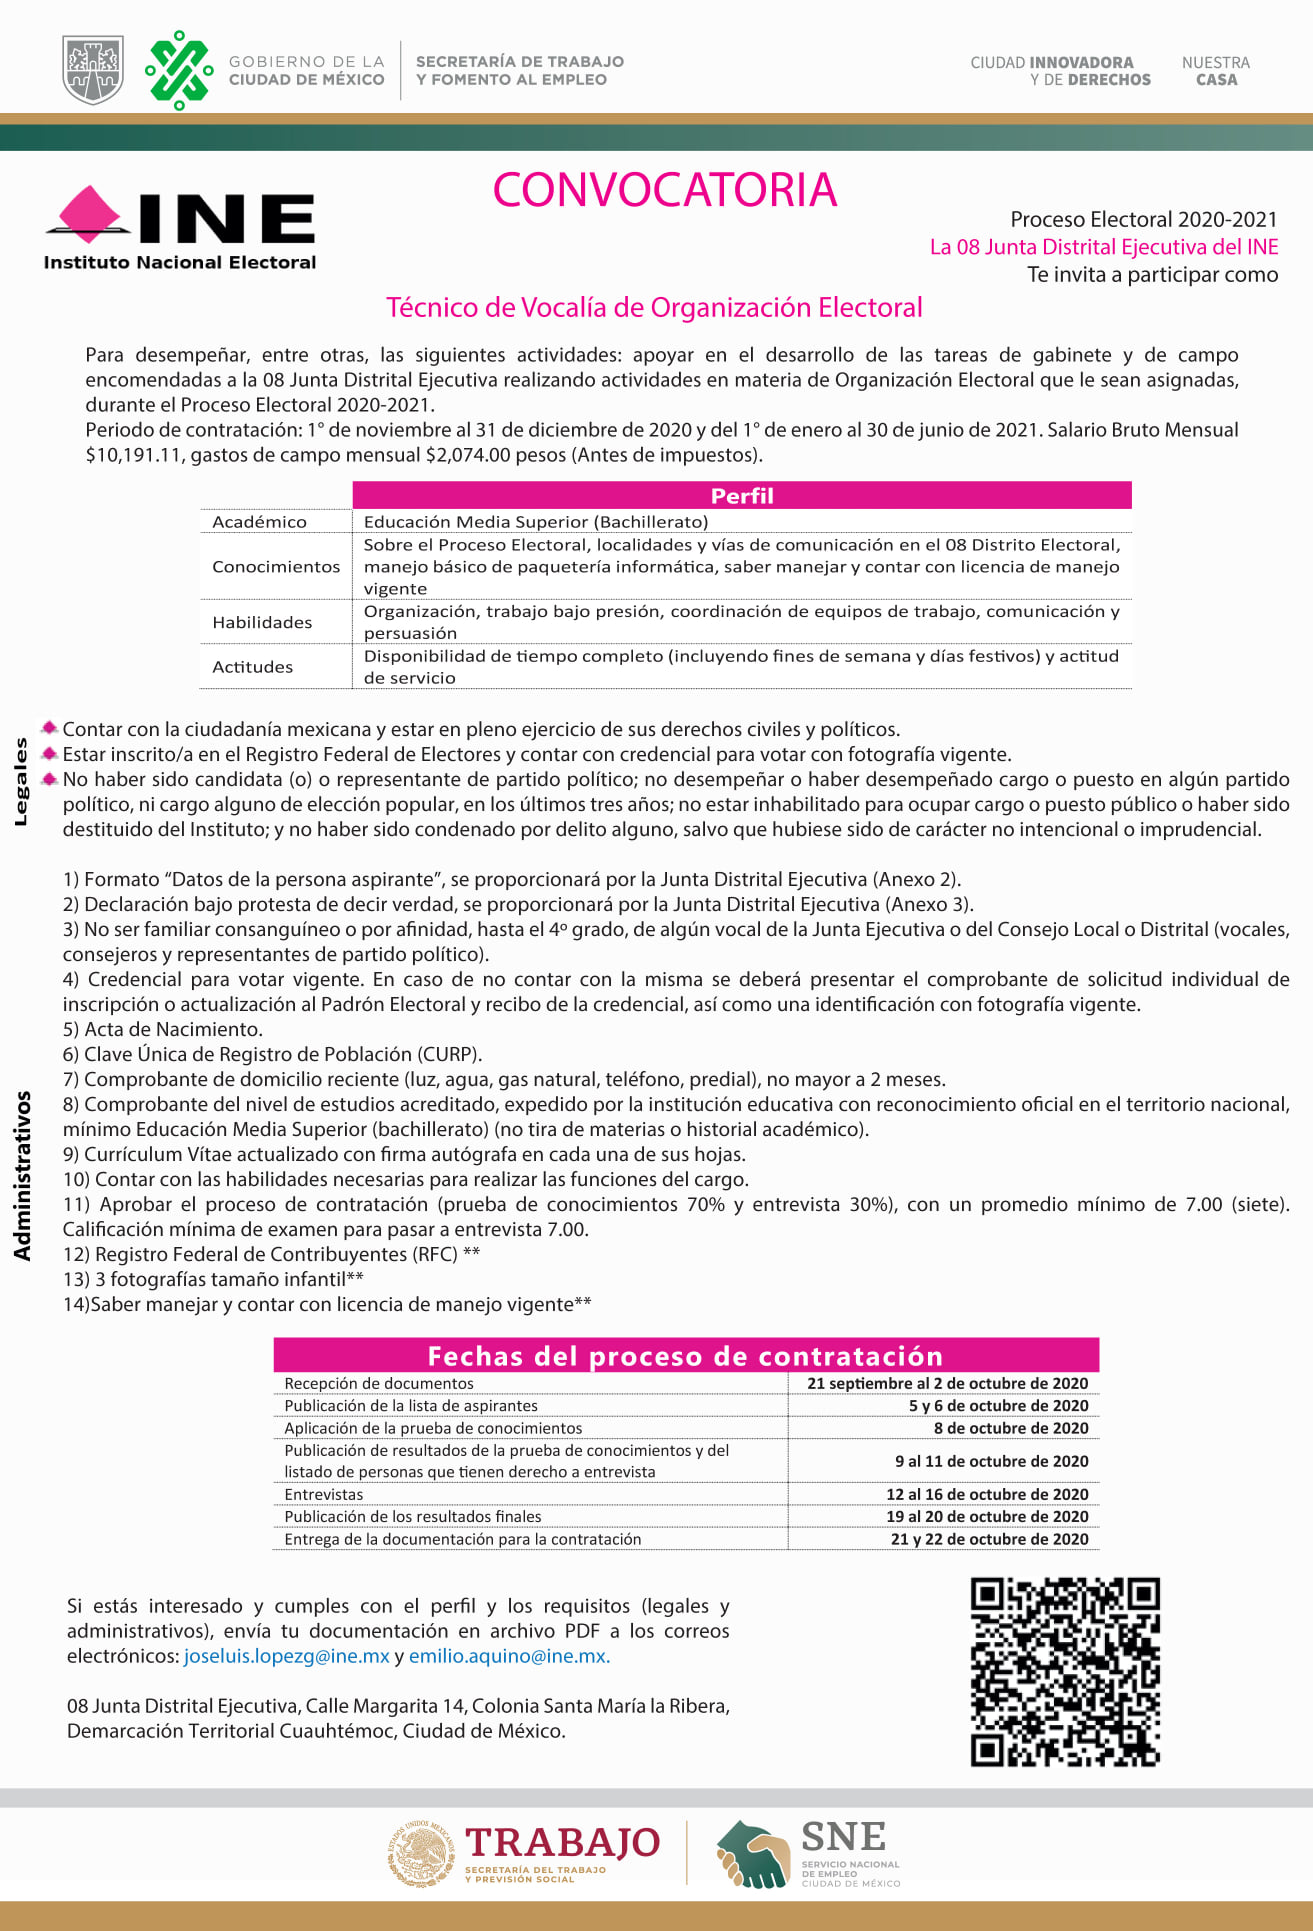 GOBIERNO DE LA
CIUDAD DE MÉXICO
SECRETARÍA DE TRABAJO
Y FOMENTO AL EMPLEO
CIUDAD INNOVADORA
Y DE DERECHOS
NUESTRA
CASA
INE
Instituto Nacional Electoral
CONVOCATORIA
Proceso Electoral 2020-2021
La 08 Junta Distrital Ejecutiva del INE
Te invita a participar como
Técnico de Vocalía de Organización Electoral
Para desempeñar, entre otras, las siguientes actividades: apoyar en el desarrollo de las tareas de gabinete y de campo
encomendadas a la 08 Junta Distrital Ejecutiva realizando actividades en materia de Organización Electoral que le sean asignadas,
durante el Proceso Electoral 2020-2021.
Periodo de contratación: 1° de noviembre al 31 de diciembre de 2020 y del 1° de enero al 30 de junio de 2021. Salario Bruto Mensual
$10,191.11, gastos de campo mensual $2,074.00 pesos (Antes de impuestos).
Perfil
Académico
Educación Media Superior (Bachillerato)
Conocimientos
Sobre el Proceso Electoral, localidades y vías de comunicación en el 08 Distrito Electoral,
manejo básico de paquetería informática, saber manejar y contar con licencia de manejo
vigente
Habilidades
Organización, trabajo bajo presión, coordinación de equipos de trabajo, comunicación y
persuasión
Actitudes
Disponibilidad de tiempo completo (incluyendo fines de semana y días festivos) y actitud
de servicio
Legales
Contar con la ciudadanía mexicana y estar en pleno ejercicio de sus derechos civiles y políticos.
Estar inscrito/a en el Registro Federal de Electores y contar con credencial para votar con fotografía vigente.
No haber sido candidata (o) o representante de partido político; no desempeñar o haber desempeñado cargo o puesto en algún partido
político, ni cargo alguno de elección popular, en los últimos tres años; no estar inhabilitado para ocupar cargo o puesto público o haber sido
destituido del Instituto; y no haber sido condenado por delito alguno, salvo que hubiese sido de carácter no intencional o imprudencial.
Administrativos
1) Formato “Datos de la persona aspirante”, se proporcionará por la Junta Distrital Ejecutiva (Anexo 2).
2) Declaración bajo protesta de decir verdad, se proporcionará por la Junta Distrital Ejecutiva (Anexo 3).
3) No ser familiar consanguíneo o por afinidad, hasta el 4º grado, de algún vocal de la Junta Ejecutiva o del Consejo Local o Distrital (vocales,
consejeros y representantes de partido político).
4) Credencial para votar vigente. En caso de no contar con la misma se deberá presentar el comprobante de solicitud individual de
inscripción o actualización al Padrón Electoral y recibo de la credencial, así como una identificación con fotografía vigente.
5) Acta de Nacimiento.
6) Clave Única de Registro de Población (CURP).
7) Comprobante de domicilio reciente (luz, agua, gas natural, teléfono, predial), no mayor a 2 meses.
8) Comprobante del nivel de estudios acreditado, expedido por la institución educativa con reconocimiento oficial en el territorio nacional,
mínimo Educación Media Superior (bachillerato) (no tira de materias o historial académico).
9) Currículum Vítae actualizado con firma autógrafa en cada una de sus hojas.
10) Contar con las habilidades necesarias para realizar las funciones del cargo.
11) Aprobar el proceso de contratación (prueba de conocimientos 70% y entrevista 30%), con un promedio mínimo de 7.00 (siete).
Calificación mínima de examen para pasar a entrevista 7.00.
12) Registro Federal de Contribuyentes (RFC) **
13) 3 fotografías tamaño infantil**
14)Saber manejar y contar con licencia de manejo vigente**
Fechas del proceso de contratación
Recepción de documentos
21 septiembre al 2 de octubre de 2020
Publicación de la lista de aspirantes
5 y 6 de octubre de 2020
Aplicación de la prueba de conocimientos
8 de octubre de 2020
Publicación de resultados de la prueba de conocimientos y del
listado de personas que tienen derecho a entrevista
9 al 11 de octubre de 2020
Entrevistas
12 al 16 de octubre de 2020
Publicación de los resultados finales
19 al 20 de octubre de 2020
Entrega de la documentación para la contratación
21 y 22 de octubre de 2020
Si estás interesado y cumples con el perfil y los requisitos (legales y
administrativos), envía tu documentación en archivo PDF a los correos
electrónicos: joseluis.lopezg@ine.mx y emilio.aquino@ine.mx.
08 Junta Distrital Ejecutiva, Calle Margarita 14, Colonia Santa María la Ribera,
Demarcación Territorial Cuauhtémoc, Ciudad de México.
ESTADOS UNIDOS MEXICANOS
TRABAJO
SECRETARÍA DEL TRABAJO
Y PREVISIÓN SOCIAL
SNE
SERVICIO NACIONAL
DE EMPLEO
CIUDAD DE MÉXICO